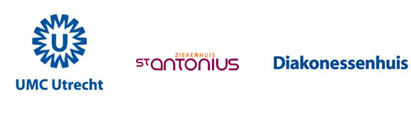 U
UMC Utrecht
ZIEKENHUIS
ST ANTONIUS
Diakonessenhuis